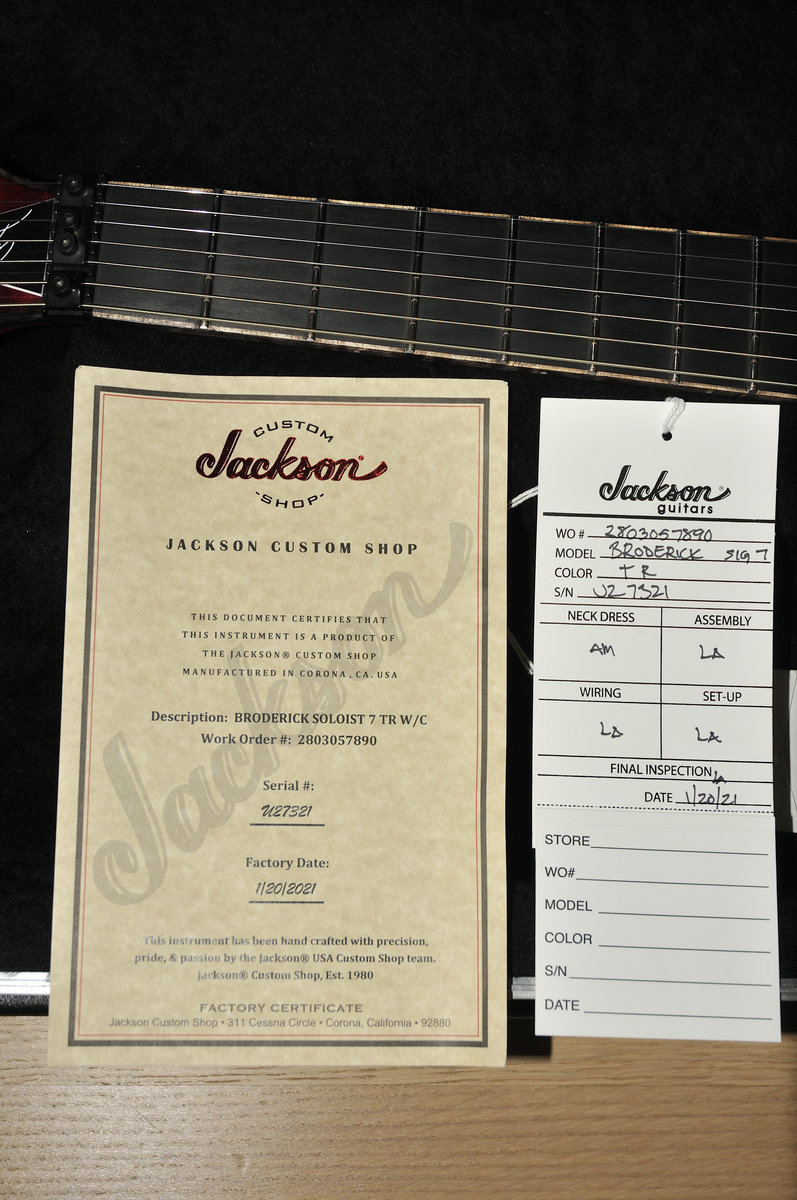 CUSTOM
Jackson®
-SHOP-
JACKSON CUSTOM SHOP
THIS DOCUMENT CERTIFIES THAT
THIS INSTRUMENT IS A PRODUCT OF
THE JACKSON® CUSTOM SHOP
MANUFACTURED IN CORONA, CA. USA
Jackson
Description: BRODERICK SOLOIST 7 TR W/C
Work Order #: 2803057890
Serial #:
U27321
Factory Date:
1/20/2021
This instrument has been hand crafted with precision,
pride, & passion by the Jackson® USA Custom Shop team.
Jackson® Custom Shop, Est. 1980
FACTORY CERTIFICATE
Jackson Custom Shop • 311 Cessna Circle • Corona, California • 92880
Jackson®
guitars
WO # 2803057890
MODEL BRODERICK SIG 7
COLOR TR
S/N U27321
NECK DRESS ASSEMBLY
AM LA
WIRING SET-UP
LA LA
FINAL INSPECTION LA
DATE 1/20/21
STORE
WO#
MODEL
COLOR
S/N
DATE